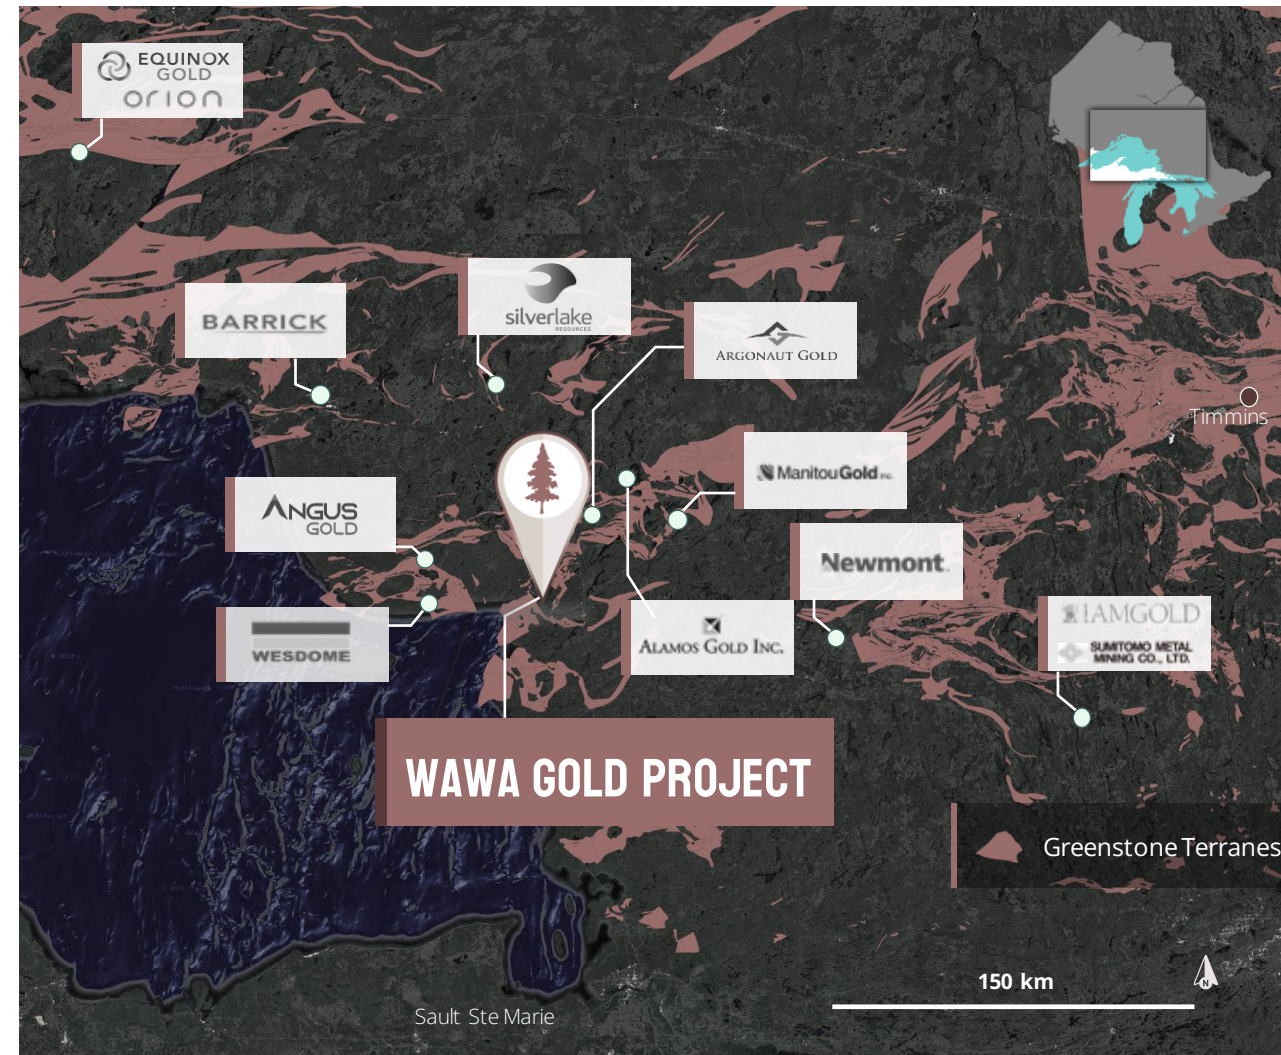 EQUINOX
GOLD
orion
BARRICK
silverlake
RESOURCES
ARGONAUT GOLD
Timmins
ManitouGold INC.
ANGUS
GOLD
Newmont
WESDOME
ALAMOS GOLD INC.
IAMGOLD
SUMITOMO METAL
MINING CO., LTD.
WAWA GOLD PROJECT
Greenstone Terranes
150 km
N
Sault Ste Marie